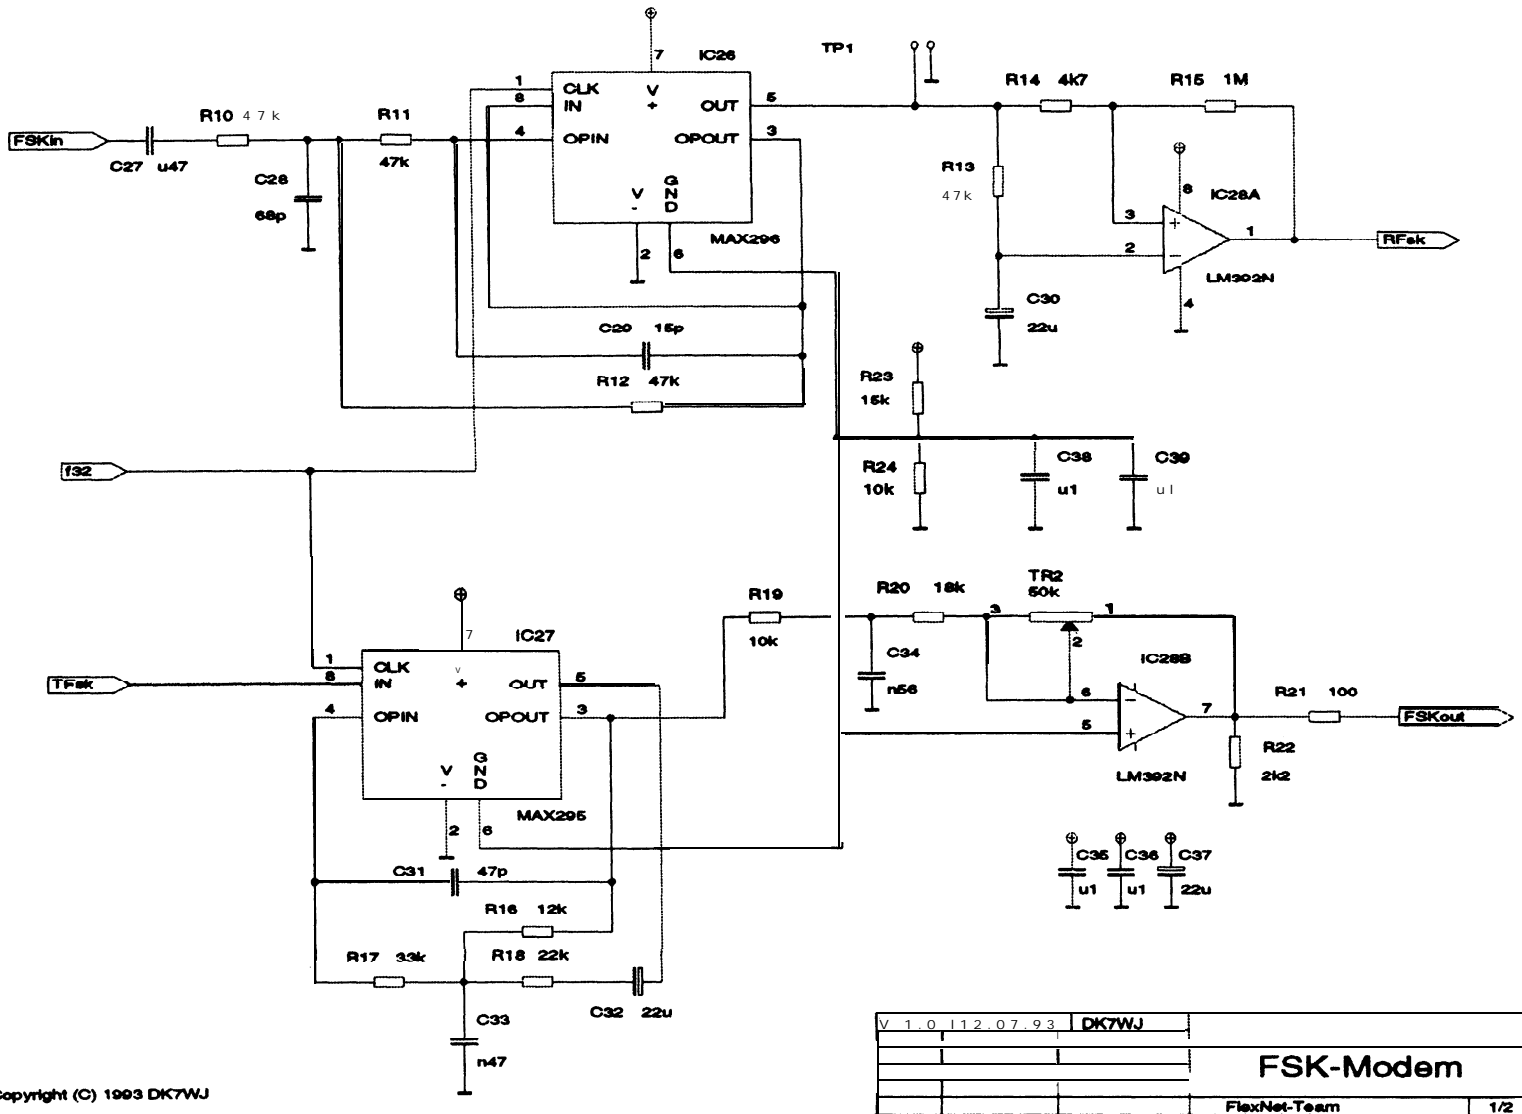 IC26
7
TP1
1
CLK
V
+
8
IN
OUT
5
R14 4k7
R15 1M
R10 47k
R11
FSKin
4
OPIN
OPOUT
3
C27 u47
47k
C28
68p
R13
47k
8
IC28A
V
-
GND
3
+
1
RFsk
2
-
MAX296
2
6
LM392N
4
C30
22u
C29 15p
R12 47k
R23
15k
f32
R24
10k
C38
u1
C39
u1
R19
10k
R20 18k
TR2
50k
3
1
2
7
IC27
C34
n56
IC28B
1
CLK
V
+
TFsk
8
IN
OUT
5
6
-
R21 100
4
OPIN
OPOUT
3
7
FSKout
5
+
R22
2k2
V
-
GND
LM392N
MAX295
2
6
C35
u1
C36
u1
C37
22u
C31 47p
R16 12k
R17 33k
R18 22k
C32 22u
C33
n47
V 1.0 12.07.93 DK7WJ
FSK-Modem
Copyright (C) 1993 DK7WJ
FlexNet-Team 1/2